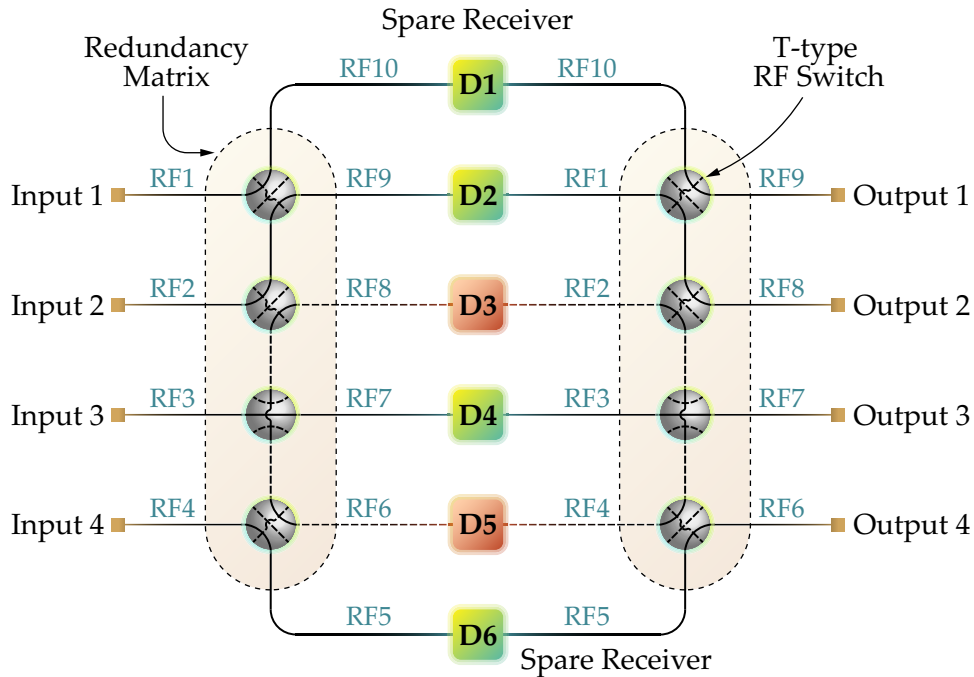 Spare Receiver
Redundancy
Matrix
T-type
RF Switch
RF10 D1 RF10
Input 1 RF1 RF9 D2 RF1 RF9 Output 1
Input 2 RF2 RF8 D3 RF2 RF8 Output 2
Input 3 RF3 RF7 D4 RF3 RF7 Output 3
Input 4 RF4 RF6 D5 RF4 RF6 Output 4
RF5 D6 RF5
Spare Receiver